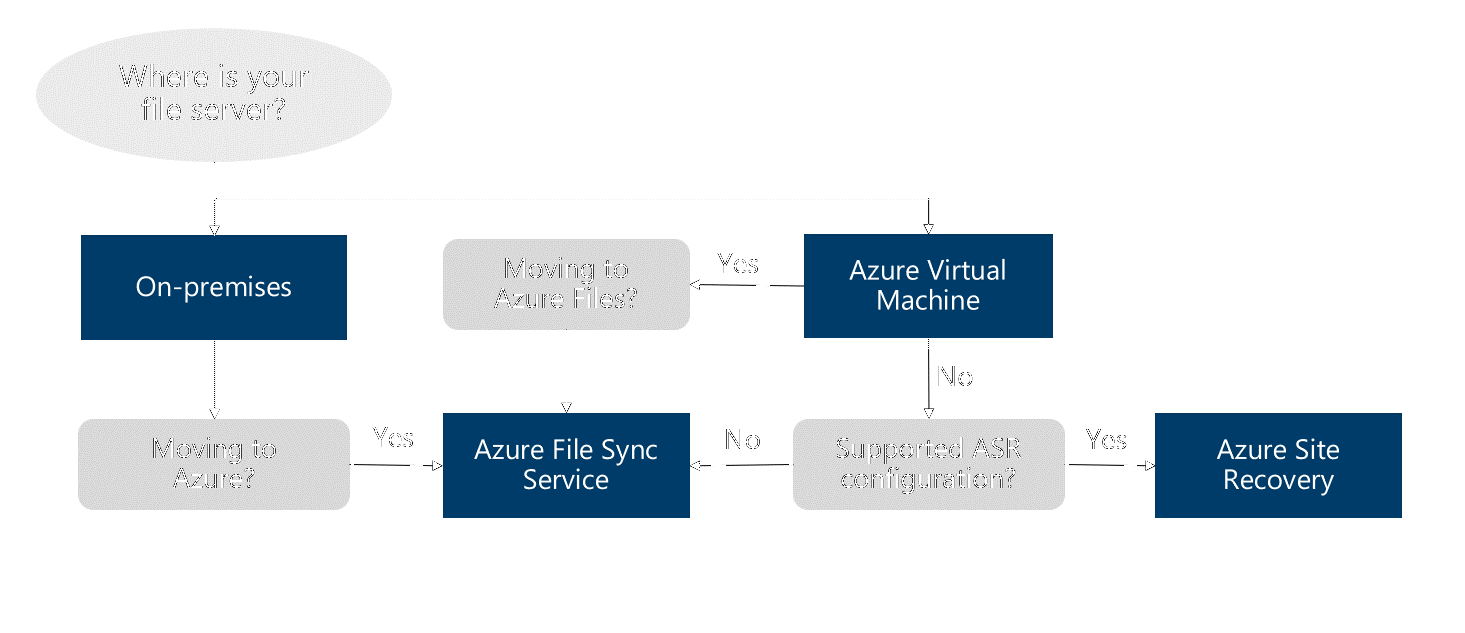 Where is your
file server?
On-premises
Moving to
Azure Files?
Yes
Azure Virtual
Machine
No
Moving to
Azure?
Yes
Azure File Sync
Service
No
Supported ASR
configuration?
Yes
Azure Site
Recovery